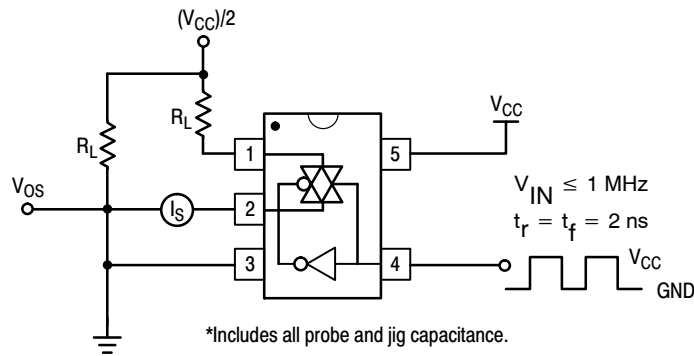 (V_CC)/2
R_L
R_L
V_CC
1
5
V_OS
I_S
2
V_IN ≤ 1 MHz
t_r = t_f = 2 ns
3
4
V_CC
GND
*Includes all probe and jig capacitance.